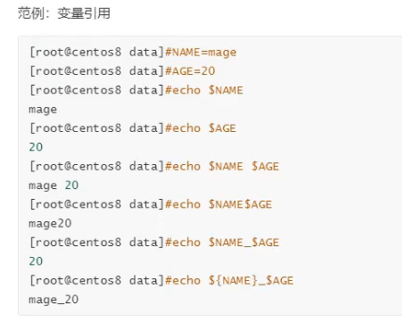 范例：变量引用
[root@centos8 data]#NAME=mage
[root@centos8 data]#AGE=20
[root@centos8 data]#echo $NAME
mage
[root@centos8 data]#echo $AGE
20
[root@centos8 data]#echo $NAME $AGE
mage 20
[root@centos8 data]#echo $NAME$AGE
mage20
[root@centos8 data]#echo $NAME_$AGE
20
[root@centos8 data]#echo ${NAME}_$AGE
mage_20